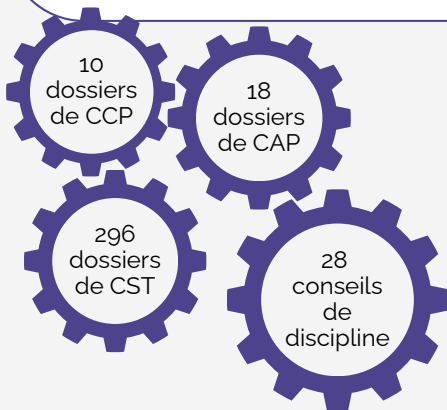 10
dossiers
de CCP
18
dossiers
de CAP
296
dossiers
de CST
28
conseils
de
discipline